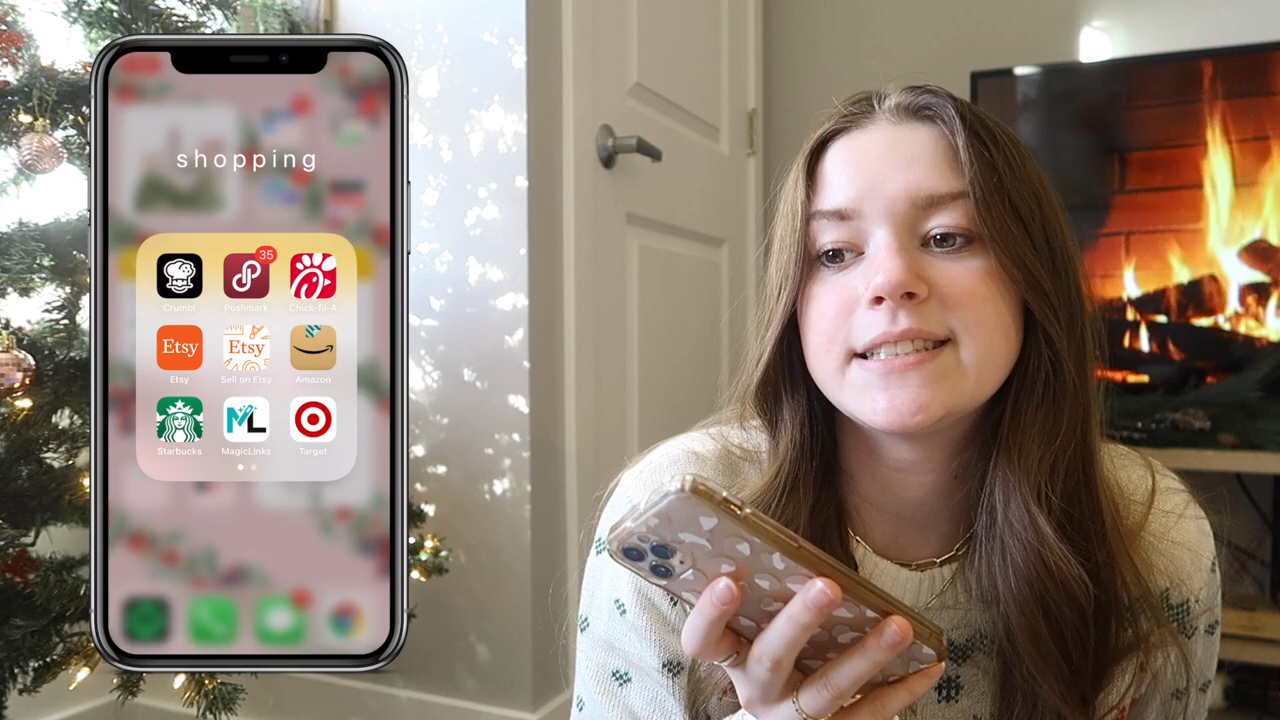 shopping
35
Crumbl
Poshmark
Chick-fil-A
Etsy
Etsy
Etsy
Sell on Etsy
Amazon
ML
Starbucks
MagicLinks
Target